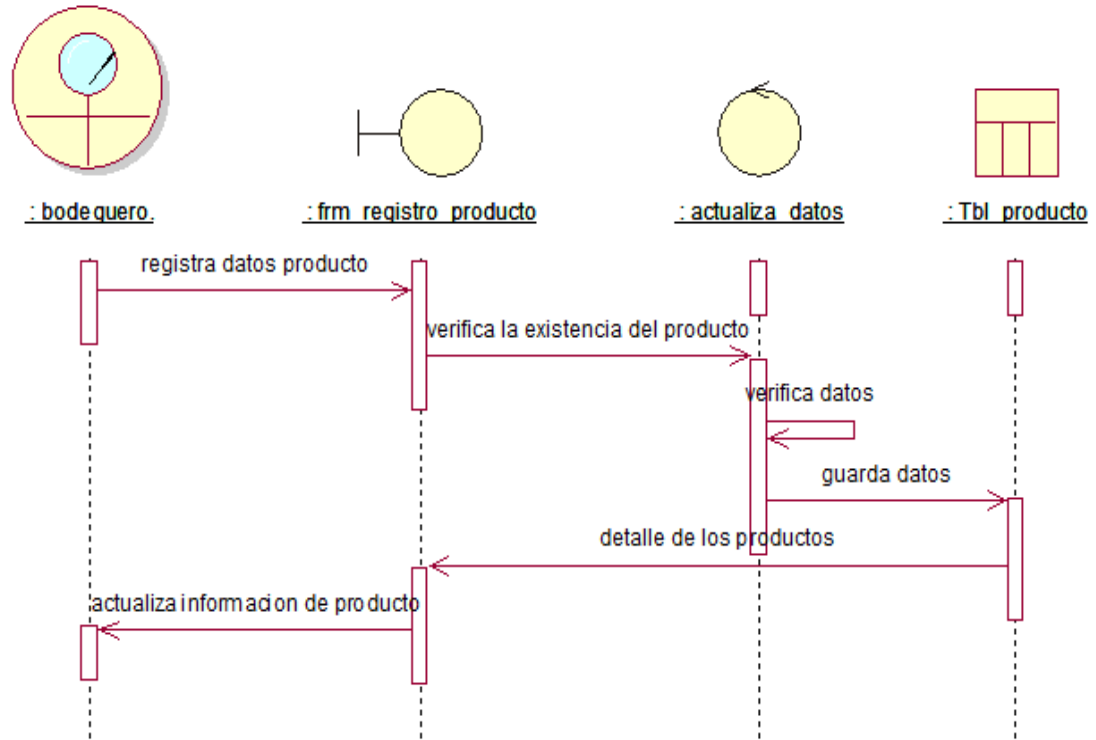 : bodequero.
: frm_registro_producto
: actualiza_datos
: Tbl_producto
registra datos producto
verifica la existencia del producto
verifica datos
guarda datos
detalle de los productos
actualiza informacion de producto